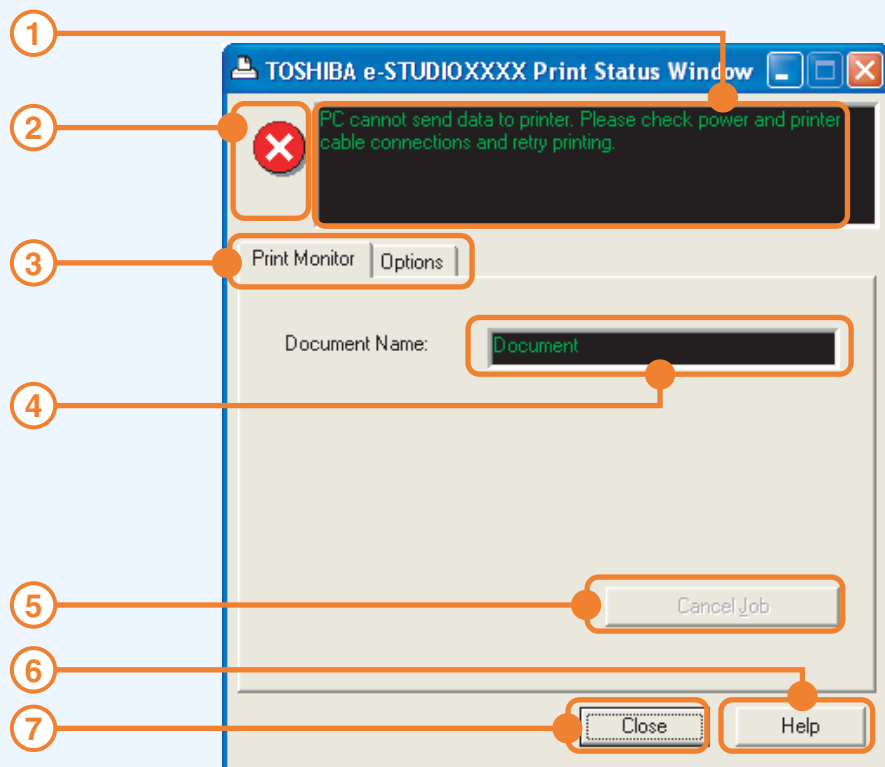 1
TOSHIBA e-STUDIOXXXX Print Status Window
2
PC cannot send data to printer. Please check power and printer
cable connections and retry printing.
3
Print Monitor Options
Document Name: Document
4
5
Cancel Job
6
7
Close Help